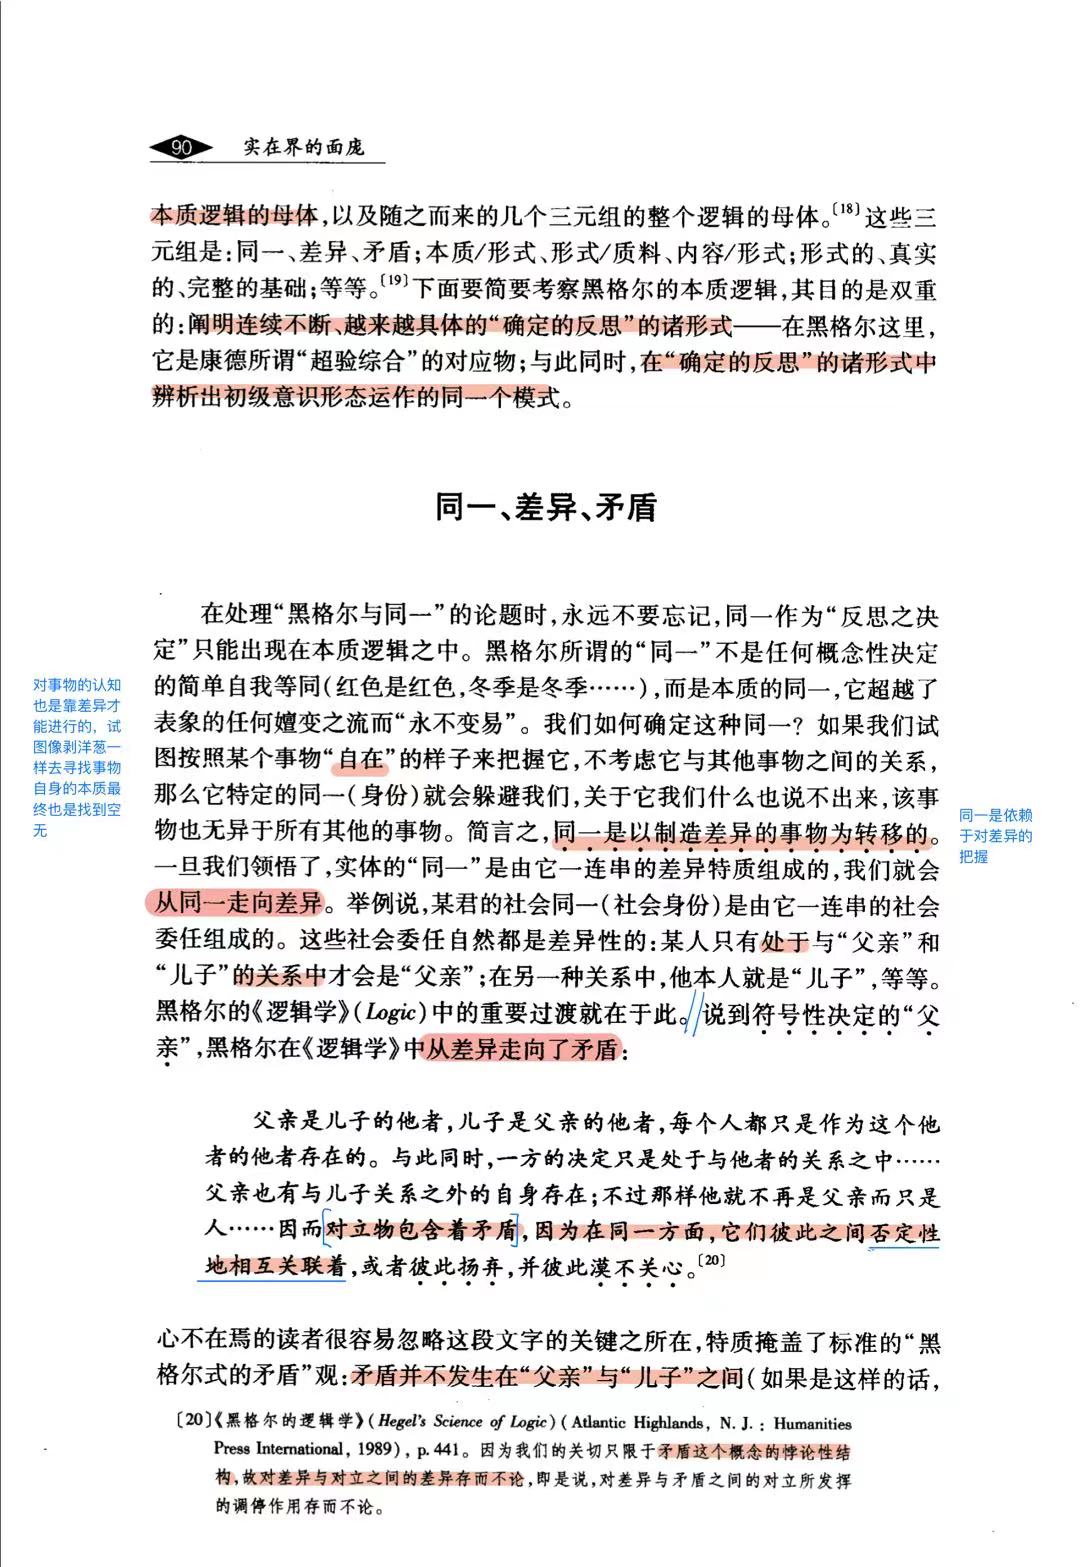 90 实在界的面庞
本质逻辑的母体,以及随之而来的几个三元组的整个逻辑的母体。〔18〕这些三
元组是:同一、差异、矛盾;本质/形式、形式/质料、内容/形式;形式的、真实
的、完整的基础;等等。〔19〕下面要简要考察黑格尔的本质逻辑,其目的是双重
的:阐明连续不断、越来越具体的“确定的反思”的诸形式——在黑格尔这里,
它是康德所谓“超验综合”的对应物;与此同时,在“确定的反思”的诸形式中
辨析出初级意识形态运作的同一个模式。
同一、差异、矛盾
在处理“黑格尔与同一”的论题时,永远不要忘记,同一作为“反思之决
定”只能出现在本质逻辑之中。黑格尔所谓的“同一”不是任何概念性决定
的简单自我等同(红色是红色,冬季是冬季……),而是本质的同一,它超越了
表象的任何嬗变之流而“永不变易”。我们如何确定这种同一?如果我们试
图按照某个事物“自在”的样子来把握它,不考虑它与其他事物之间的关系,
那么它特定的同一(身份)就会躲避我们,关于它我们什么也说不出来,该事
物也无异于所有其他的事物。简言之,同一是以制造差异的事物为转移的。
一旦我们领悟了,实体的“同一”是由它一连串的差异特质组成的,我们就会
从同一走向差异。举例说,某君的社会同一(社会身份)是由它一连串的社会
委任组成的。这些社会委任自然都是差异性的:某人只有处于与“父亲”和
“儿子”的关系中才会是“父亲”;在另一种关系中,他本人就是“儿子”,等等。
黑格尔的《逻辑学》(Logic)中的重要过渡就在于此。//说到符号性决定的“父
亲”,黑格尔在《逻辑学》中从差异走向了矛盾:
对事物的认知
也是靠差异才
能进行的,试
图像剥洋葱一
样去寻找事物
自身的本质最
终也是找到空
无
同一是依赖
于对差异的
把握
父亲是儿子的他者,儿子是父亲的他者,每个人都只是作为这个他
者的他者存在的。与此同时,一方的决定只是处于与他者的关系之中……
父亲也有与儿子关系之外的自身存在;不过那样他就不再是父亲而只是
人……因而[对立物包含着矛盾],因为在同一方面,它们彼此之间否定性
地相互关联着,或者彼此扬弃,并彼此漠不关心。〔20〕
心不在焉的读者很容易忽略这段文字的关键之所在,特质掩盖了标准的“黑
格尔式的矛盾”观:矛盾并不发生在“父亲”与“儿子”之间(如果是这样的话,
〔20〕《黑格尔的逻辑学》(Hegel's Science of Logic)(Atlantic Highlands, N. J. : Humanities
Press International, 1989), p. 441。因为我们的关切只限于矛盾这个概念的悖论性结
构,故对差异与对立之间的差异存而不论,即是说,对差异与矛盾之间的对立所发挥
的调停作用存而不论。